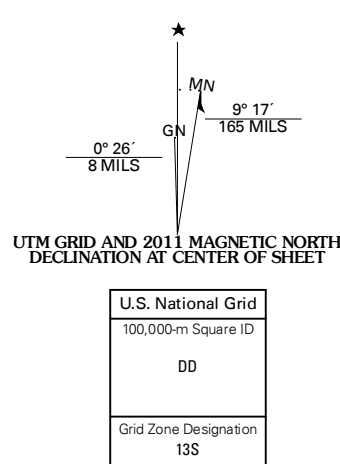 ★
MN
GN
9° 17´
165 MILS
0° 26´
8 MILS
UTM GRID AND 2011 MAGNETIC NORTH
DECLINATION AT CENTER OF SHEET
U.S. National Grid
100,000-m Square ID
DD
Grid Zone Designation
13S